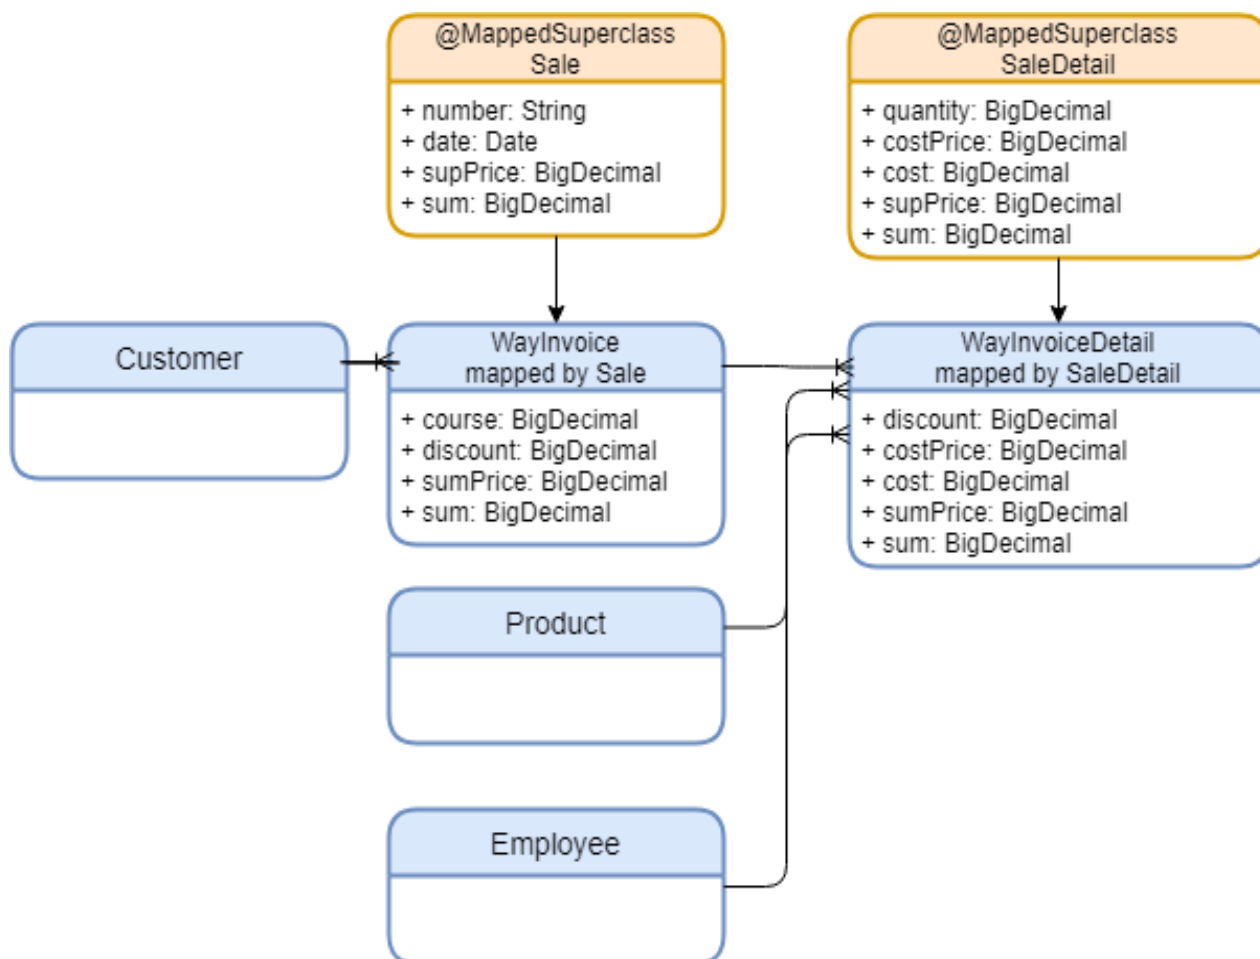 @MappedSuperclass
Sale
+ number: String
+ date: Date
+ supPrice: BigDecimal
+ sum: BigDecimal
@MappedSuperclass
SaleDetail
+ quantity: BigDecimal
+ costPrice: BigDecimal
+ cost: BigDecimal
+ supPrice: BigDecimal
+ sum: BigDecimal
Customer
WayInvoice
mapped by Sale
+ course: BigDecimal
+ discount: BigDecimal
+ sumPrice: BigDecimal
+ sum: BigDecimal
WayInvoiceDetail
mapped by SaleDetail
+ discount: BigDecimal
+ costPrice: BigDecimal
+ cost: BigDecimal
+ sumPrice: BigDecimal
+ sum: BigDecimal
Product
Employee